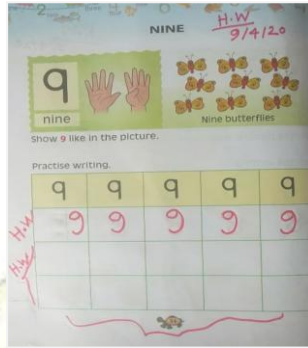 2
NINE
H.W
9/4/20
9
nine
Nine butterflies
Show 9 like in the picture.
Practise writing.
9 9 9 9 9
H.W 9 9 9 9 9
H.W